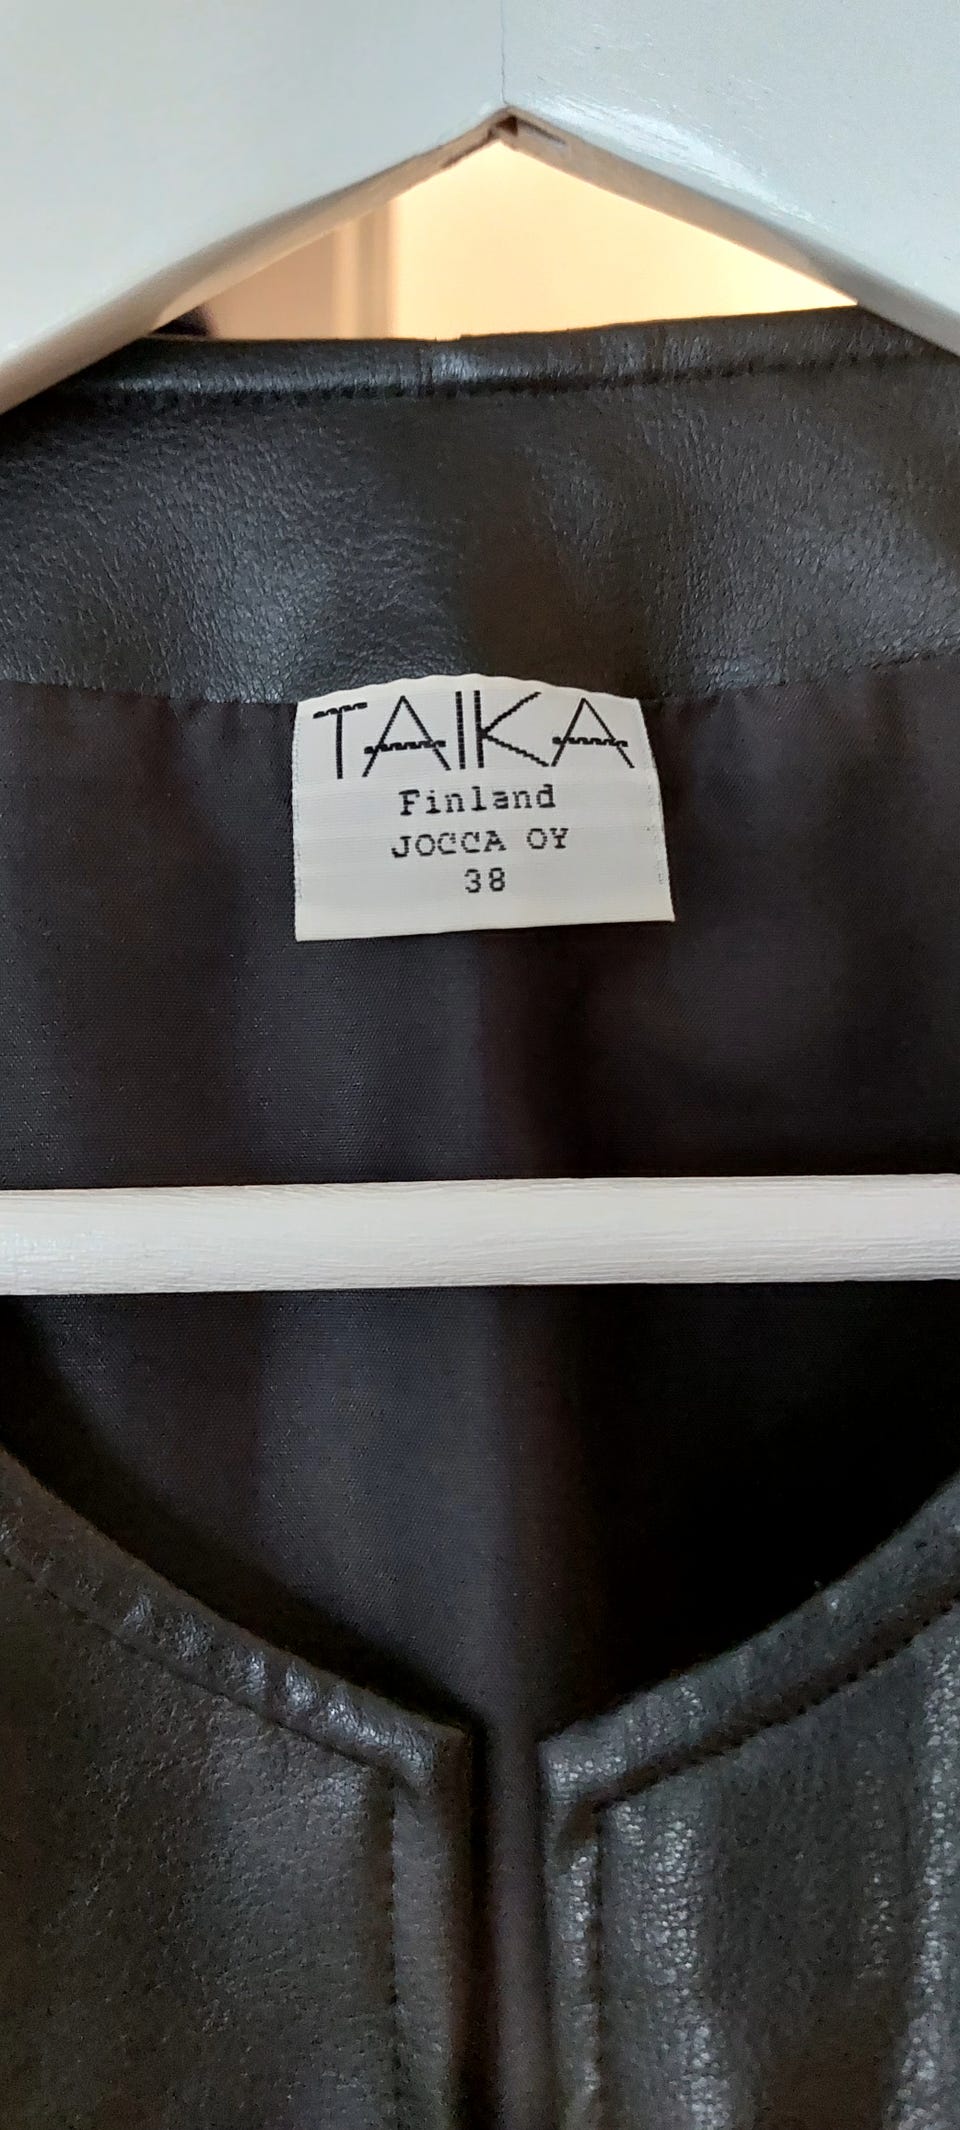 TAIKA
Finland
JOCCA OY
38